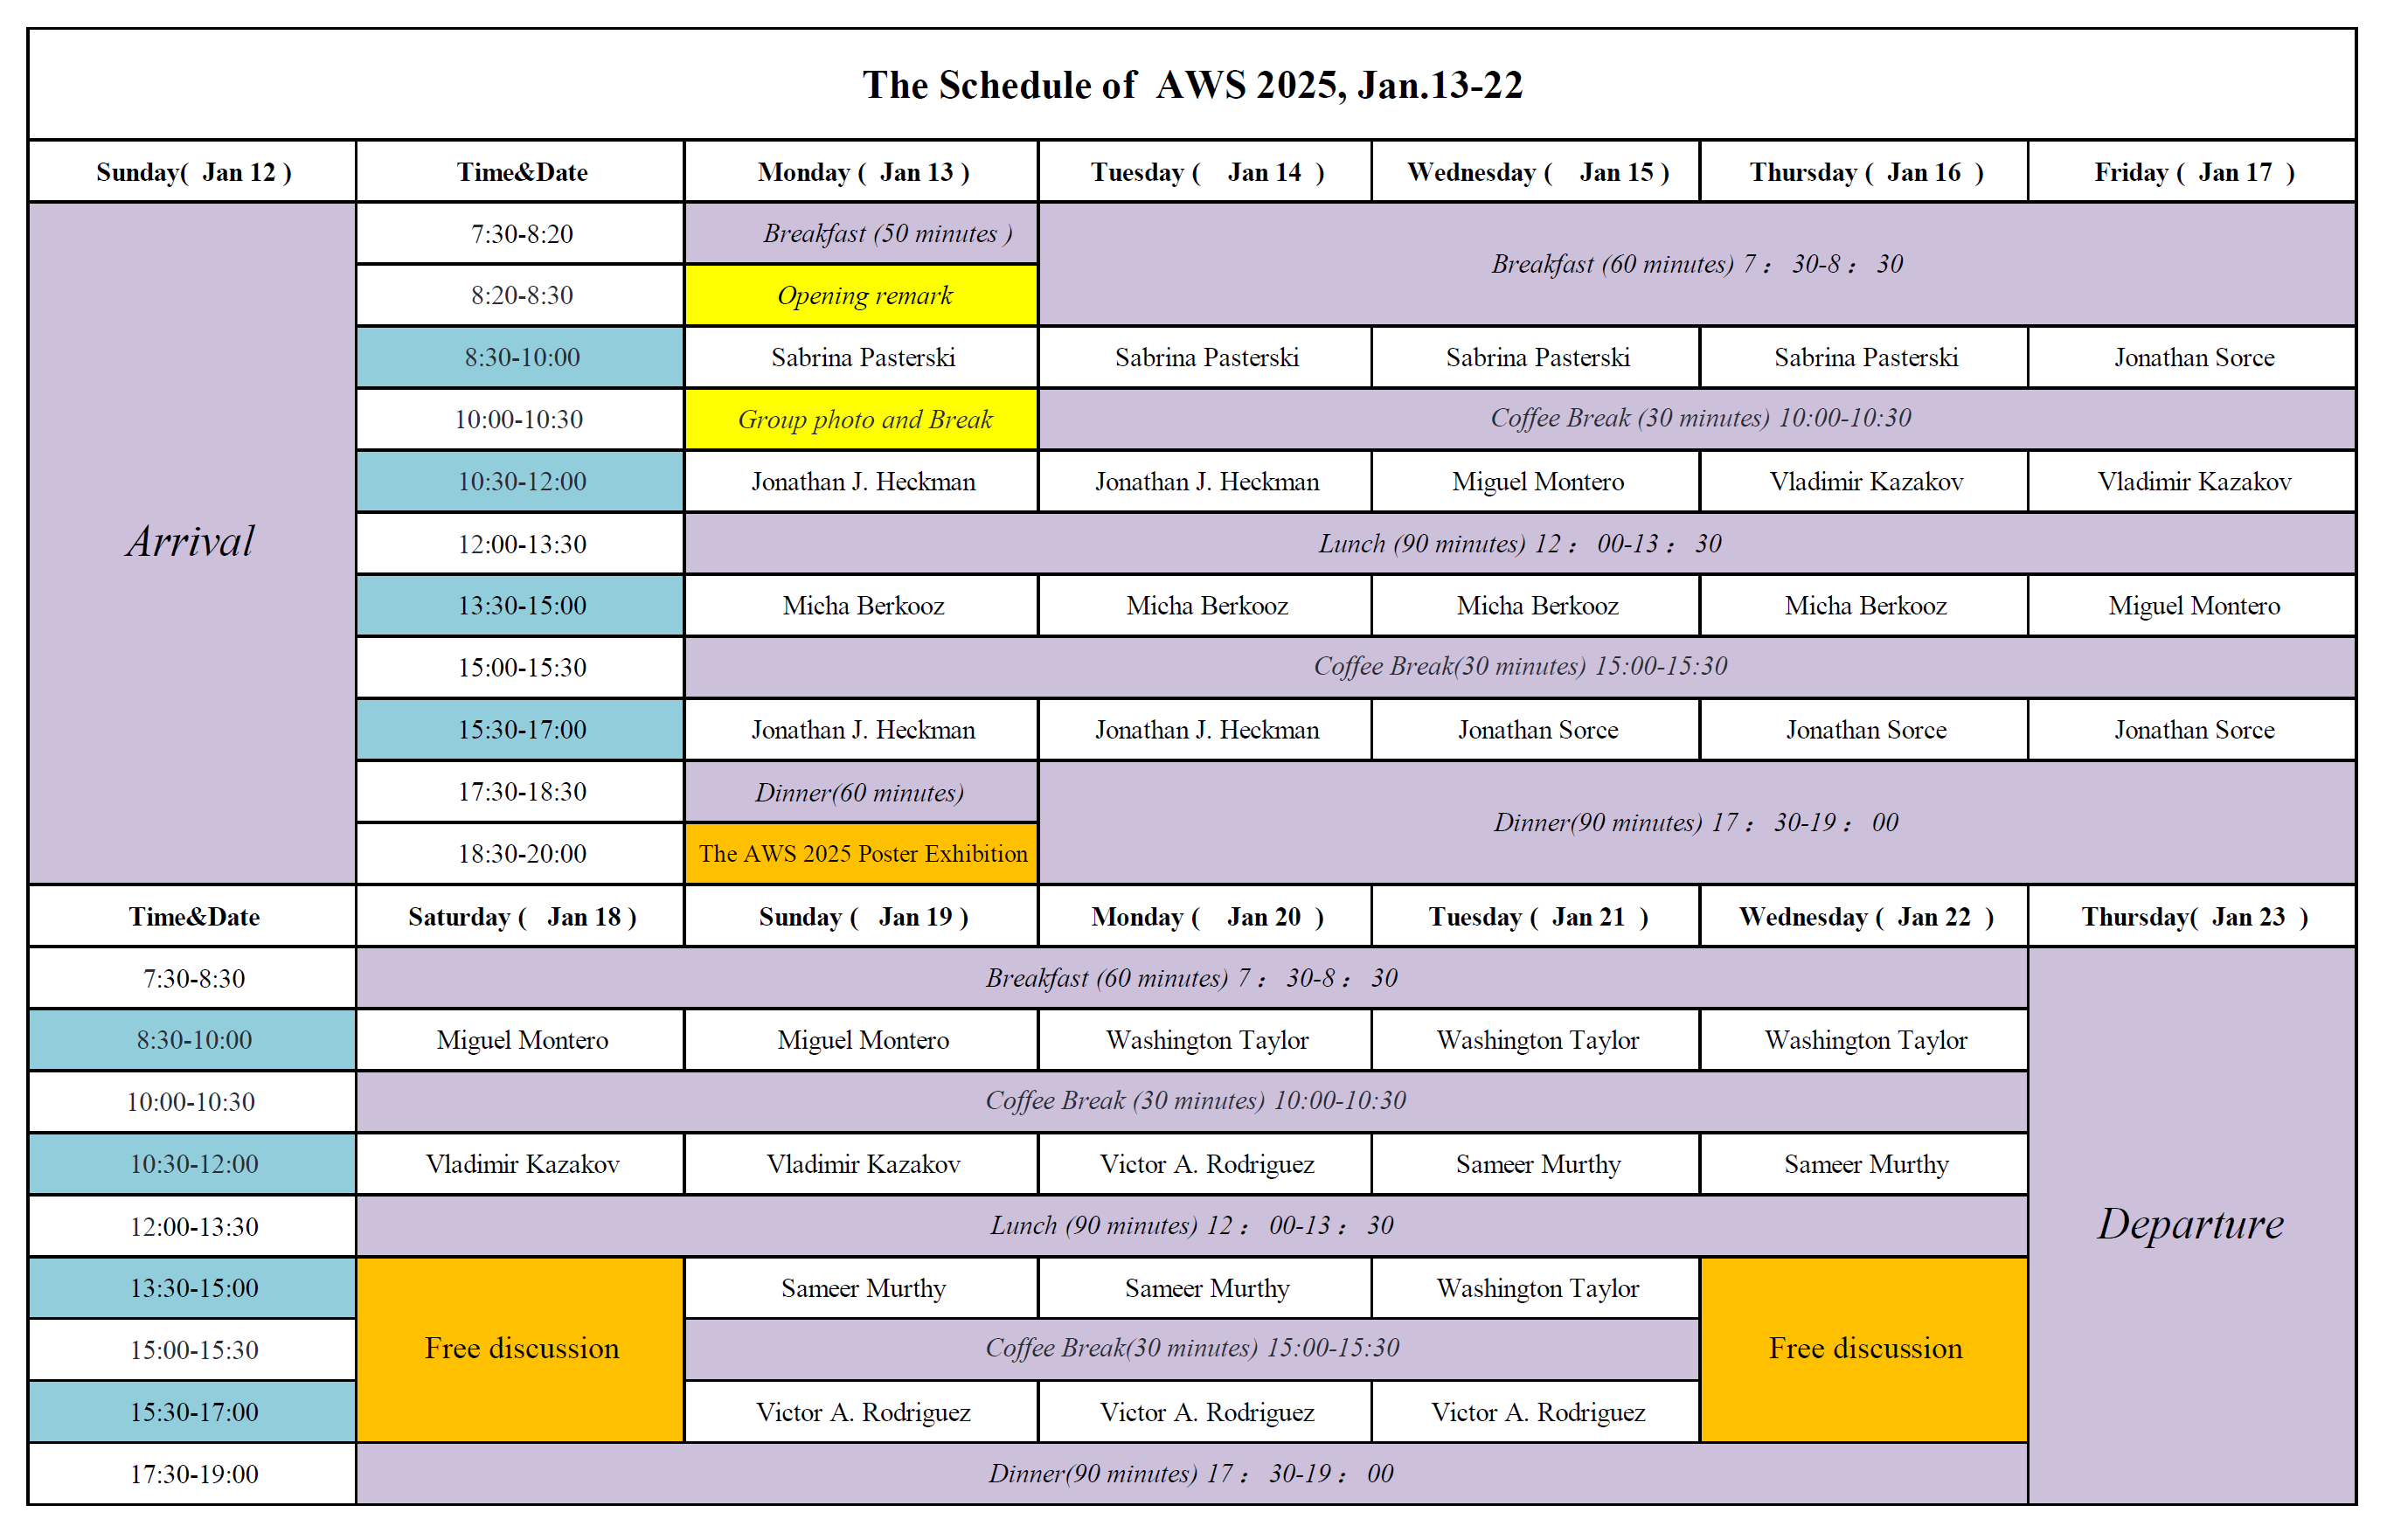 The Schedule of AWS 2025, Jan.13-22
Sunday( Jan 12 ) Time&Date Monday ( Jan 13 ) Tuesday ( Jan 14 ) Wednesday ( Jan 15 ) Thursday ( Jan 16 ) Friday ( Jan 17 )
Arrival
7:30-8:20 Breakfast (50 minutes )
Breakfast (60 minutes) 7：30-8：30
8:20-8:30 Opening remark
8:30-10:00 Sabrina Pasterski Sabrina Pasterski Sabrina Pasterski Sabrina Pasterski Jonathan Sorce
10:00-10:30 Group photo and Break Coffee Break (30 minutes) 10:00-10:30
10:30-12:00 Jonathan J. Heckman Jonathan J. Heckman Miguel Montero Vladimir Kazakov Vladimir Kazakov
12:00-13:30 Lunch (90 minutes) 12：00-13：30
13:30-15:00 Micha Berkooz Micha Berkooz Micha Berkooz Micha Berkooz Miguel Montero
15:00-15:30 Coffee Break(30 minutes) 15:00-15:30
15:30-17:00 Jonathan J. Heckman Jonathan J. Heckman Jonathan Sorce Jonathan Sorce Jonathan Sorce
17:30-18:30 Dinner(60 minutes)
Dinner(90 minutes) 17：30-19：00
18:30-20:00 The AWS 2025 Poster Exhibition
Time&Date Saturday ( Jan 18 ) Sunday ( Jan 19 ) Monday ( Jan 20 ) Tuesday ( Jan 21 ) Wednesday ( Jan 22 ) Thursday( Jan 23 )
7:30-8:30 Breakfast (60 minutes) 7：30-8：30
8:30-10:00 Miguel Montero Miguel Montero Washington Taylor Washington Taylor Washington Taylor
10:00-10:30 Coffee Break (30 minutes) 10:00-10:30
10:30-12:00 Vladimir Kazakov Vladimir Kazakov Victor A. Rodriguez Sameer Murthy Sameer Murthy
12:00-13:30 Lunch (90 minutes) 12：00-13：30
Departure
13:30-15:00 Sameer Murthy Sameer Murthy Washington Taylor
15:00-15:30 Free discussion Coffee Break(30 minutes) 15:00-15:30 Free discussion
15:30-17:00 Victor A. Rodriguez Victor A. Rodriguez Victor A. Rodriguez
17:30-19:00 Dinner(90 minutes) 17：30-19：00